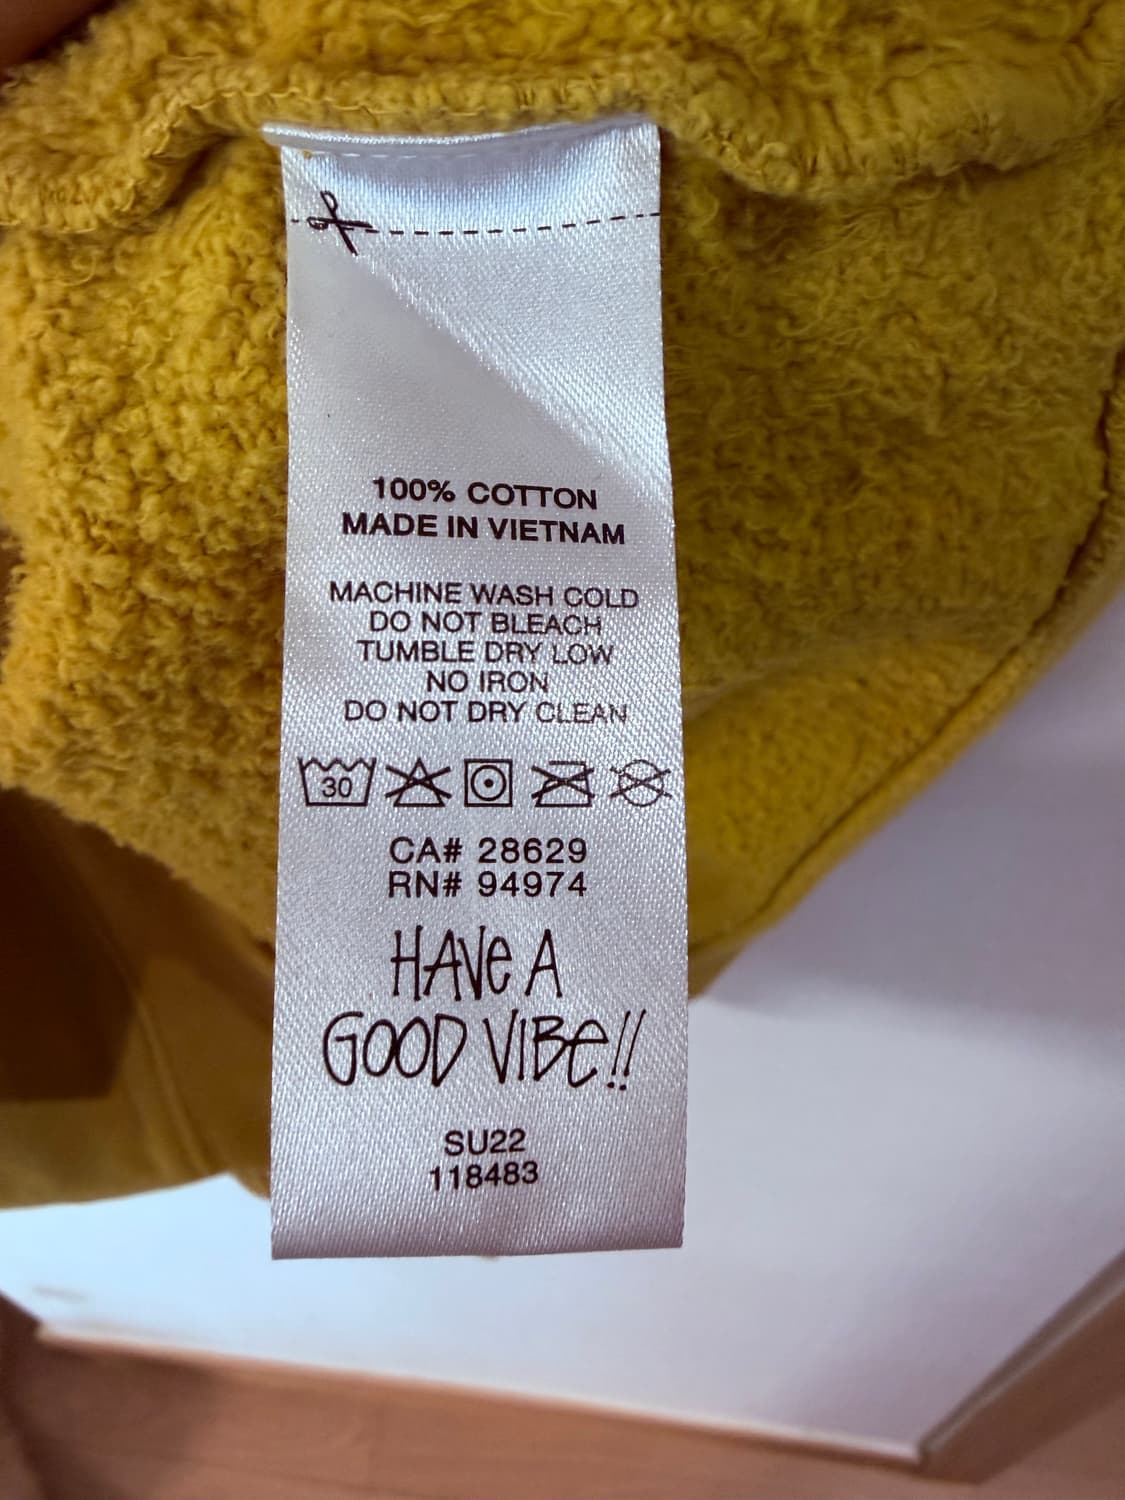 100% COTTON
MADE IN VIETNAM
MACHINE WASH COLD
DO NOT BLEACH
TUMBLE DRY LOW
NO IRON
DO NOT DRY CLEAN
30
CA# 28629
RN# 94974
HAVe A
GOOD VIBe!!
SU22
118483